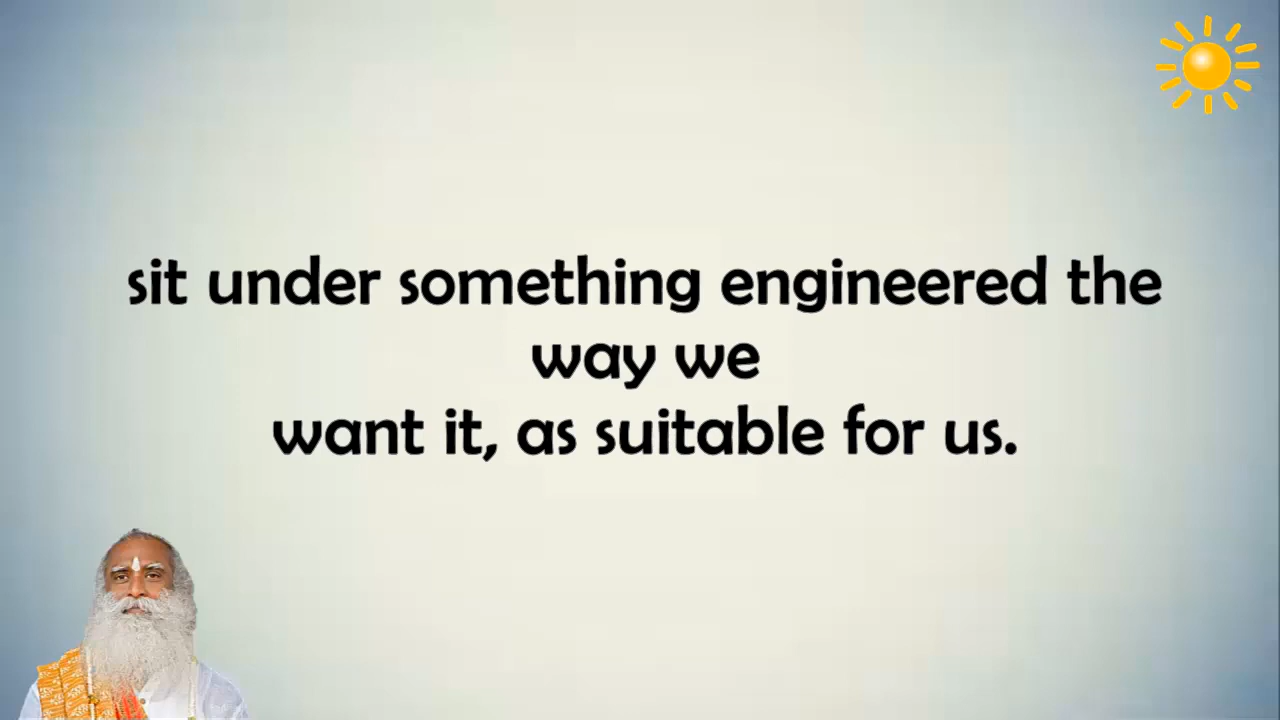 sit under something engineered the
way we
want it, as suitable for us.